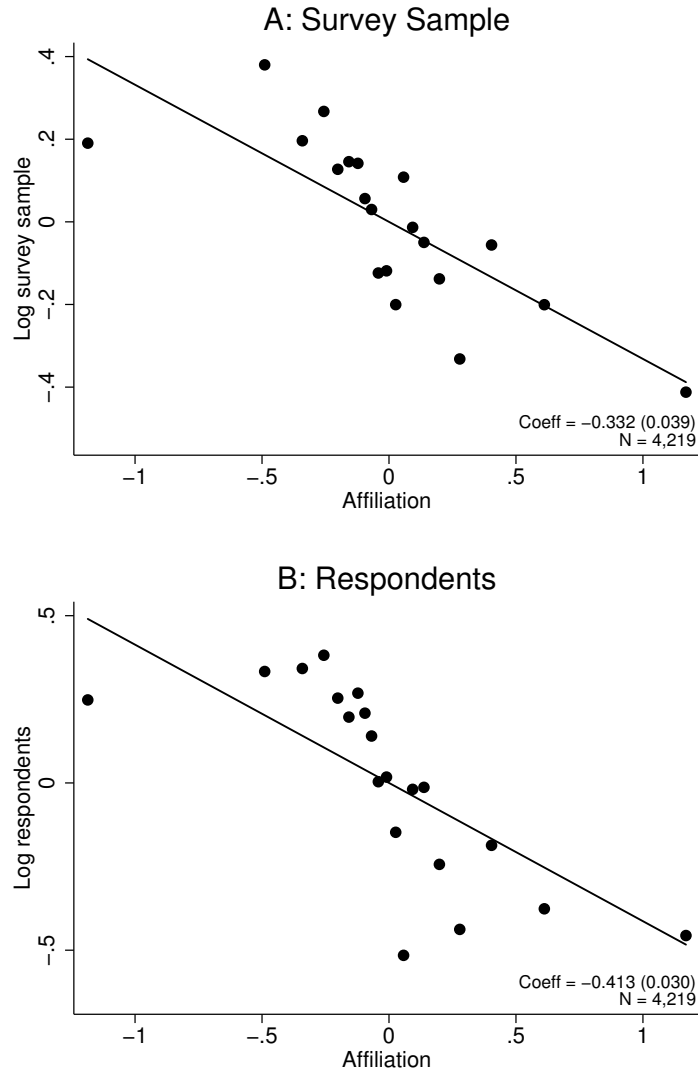 A: Survey Sample
Log survey sample
.4
.2
0
−.2
−.4
Coeff = −0.332 (0.039)
N = 4,219
−1
−.5
0
.5
1
Affiliation
B: Respondents
Log respondents
.5
0
−.5
Coeff = −0.413 (0.030)
N = 4,219
−1
−.5
0
.5
1
Affiliation